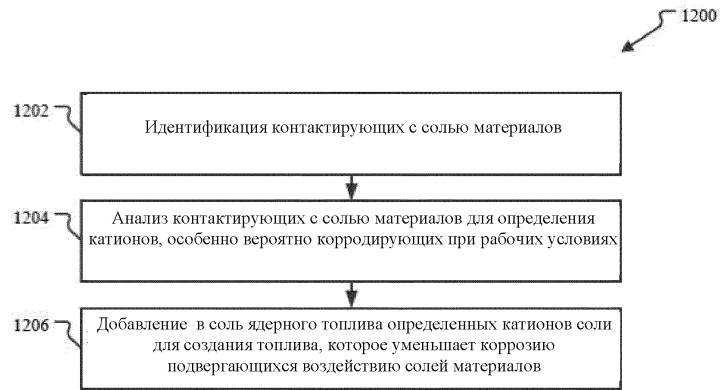 1200
1202
Идентификация контактирующих с солью материалов
1204
Анализ контактирующих с солью материалов для определения
катионов, особенно вероятно корродирующих при рабочих условиях
1206
Добавление в соль ядерного топлива определенных катионов соли
для создания топлива, которое уменьшает коррозию
подвергающихся воздействию солей материалов